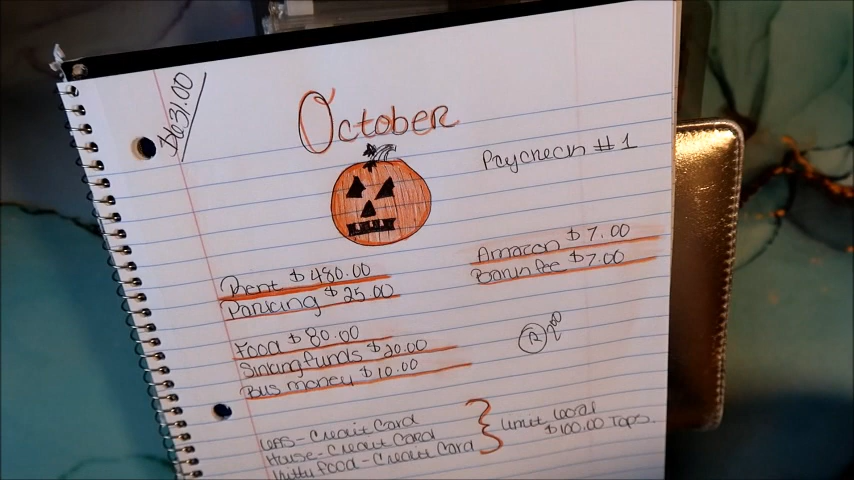 $631.00
October
Paycheck #1
Rent $480.00
Parking $25.00
Amazon $7.00
Bank fee $7.00
Food $80.00
Sinking funds $20.00
Bus money $10.00
GAS - Credit Card
House - Credit Card
Kitty food - Credit Card
Limit
$100.00 Tops.